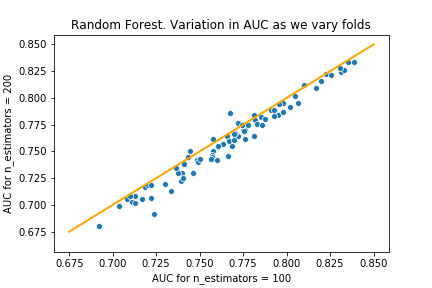 Random Forest. Variation in AUC as we vary folds
AUC for n_estimators = 200
0.850
0.825
0.800
0.775
0.750
0.725
0.700
0.675
0.675 0.700 0.725 0.750 0.775 0.800 0.825 0.850
AUC for n_estimators = 100